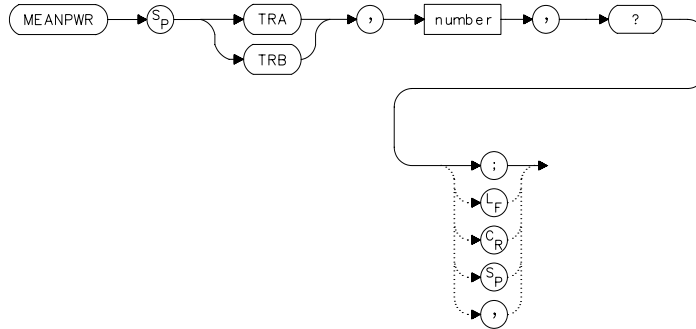 MEANPWR SP TRA , number , ?
TRB
;
LF
CR
SP
,